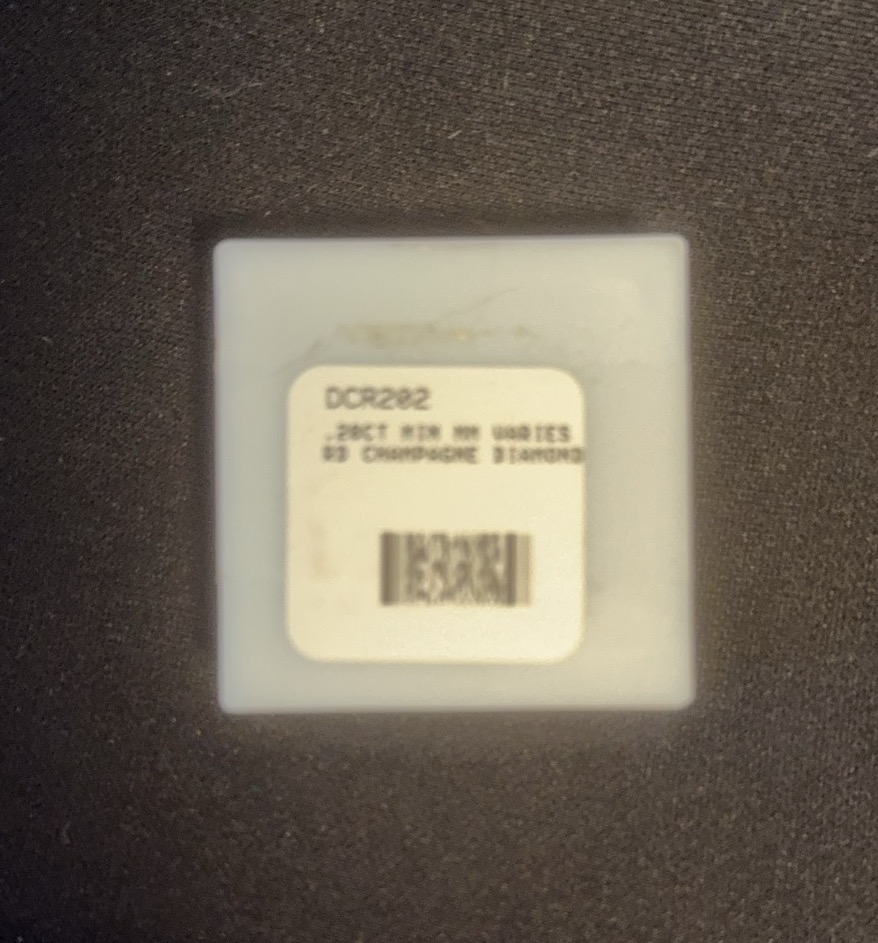 DCR202
.20CT MIN MM VARIES
RD CHAMPAGNE DIAMOND